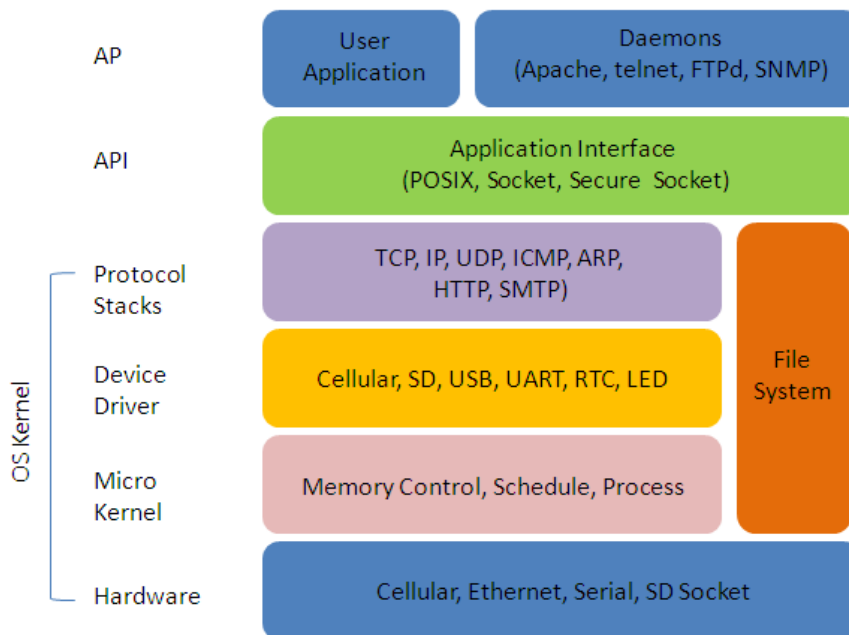 AP
User
Application
Daemons
(Apache, telnet, FTPd, SNMP)
API
Application Interface
(POSIX, Socket, Secure Socket)
OS Kernel
Protocol
Stacks
TCP, IP, UDP, ICMP, ARP,
HTTP, SMTP)
File
System
Device
Driver
Cellular, SD, USB, UART, RTC, LED
Micro
Kernel
Memory Control, Schedule, Process
Hardware
Cellular, Ethernet, Serial, SD Socket